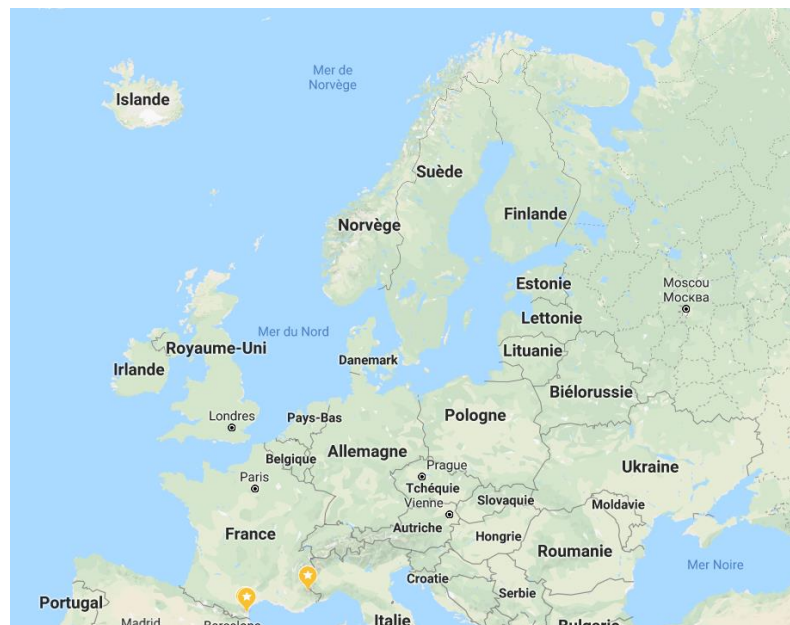 Mer de
Norvège
Islande
Suède
Finlande
Norvège
Estonie
Moscou
Москва
Lettonie
Mer du Nord
Royaume-Uni
Lituanie
Danemark
Irlande
Biélorussie
Londres
Pays-Bas
Pologne
Allemagne
Belgique
Prague
Ukraine
Paris
Tchéquie
Vienne
Slovaquie
Moldavie
Autriche
France
Hongrie
Roumanie
Mer Noire
Croatie
Serbie
Portugal
Madrid
Barcelone
Italie
Bulgarie